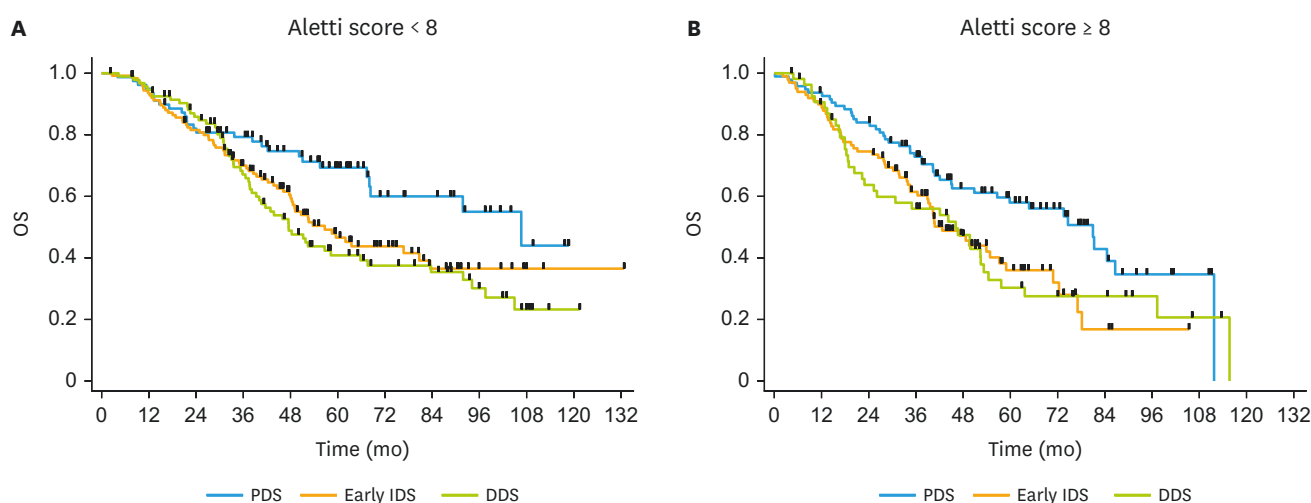 A
Aletti score < 8
1.0
0.8
0.6
0.4
0.2
0
OS
0 12 24 36 48 60 72 84 96 108 120 132
Time (mo)
PDS Early IDS DDS
B
Aletti score ≥ 8
1.0
0.8
0.6
0.4
0.2
0
OS
0 12 24 36 48 60 72 84 96 108 120 132
Time (mo)
PDS Early IDS DDS